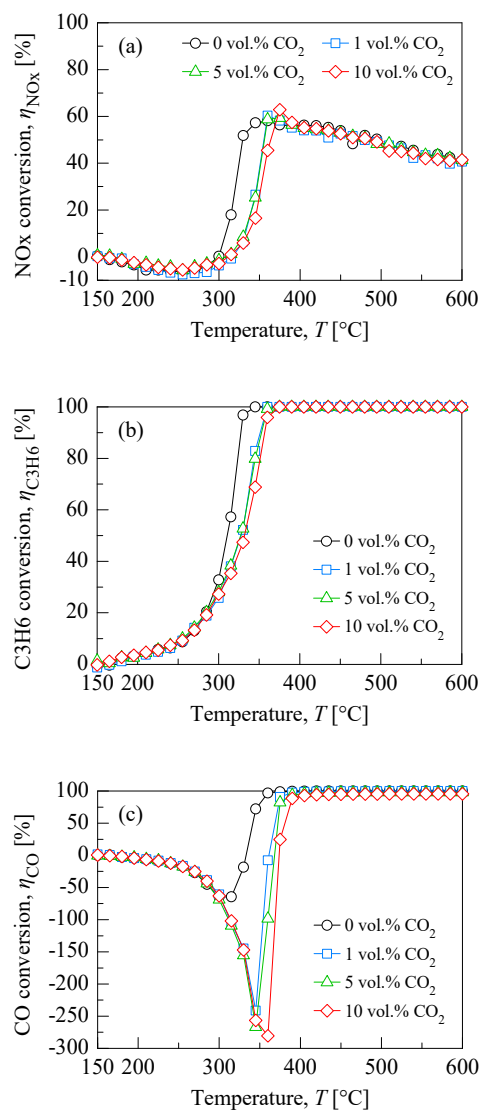 (a)
0 vol.% CO2
1 vol.% CO2
5 vol.% CO2
10 vol.% CO2
NOx conversion, ηNOx [%]
100
80
60
40
20
0
-10
150 200 300 400 500 600
Temperature, T [°C]
(b)
C3H6 conversion, ηC3H6 [%]
100
80
60
40
20
0
0 vol.% CO2
1 vol.% CO2
5 vol.% CO2
10 vol.% CO2
150 200 300 400 500 600
Temperature, T [°C]
(c)
CO conversion, ηCO [%]
100
50
0
-50
-100
-150
-200
-250
-300
0 vol.% CO2
1 vol.% CO2
5 vol.% CO2
10 vol.% CO2
150 200 300 400 500 600
Temperature, T [°C]